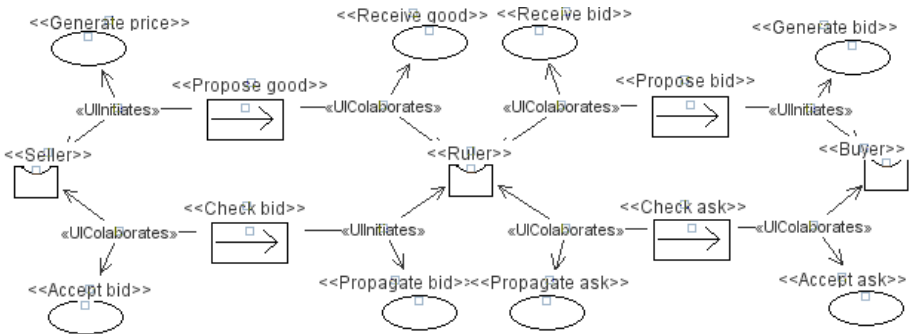 <<Generate price>>
<<Receive good>>
<<Receive bid>>
<<Generate bid>>
<<Propose good>>
<<Propose bid>>
«UIInitiates»
«UIColaborates»
«UIColaborates»
«UIInitiates»
<<Seller>>
<<Ruler>>
<<Buyer>>
<<Check bid>>
<<Check ask>>
«UIColaborates»
«UIInitiates»
«UIColaborates»
«UIColaborates»
<<Accept bid>>
<<Propagate bid>>
<<Propagate ask>>
<<Accept ask>>